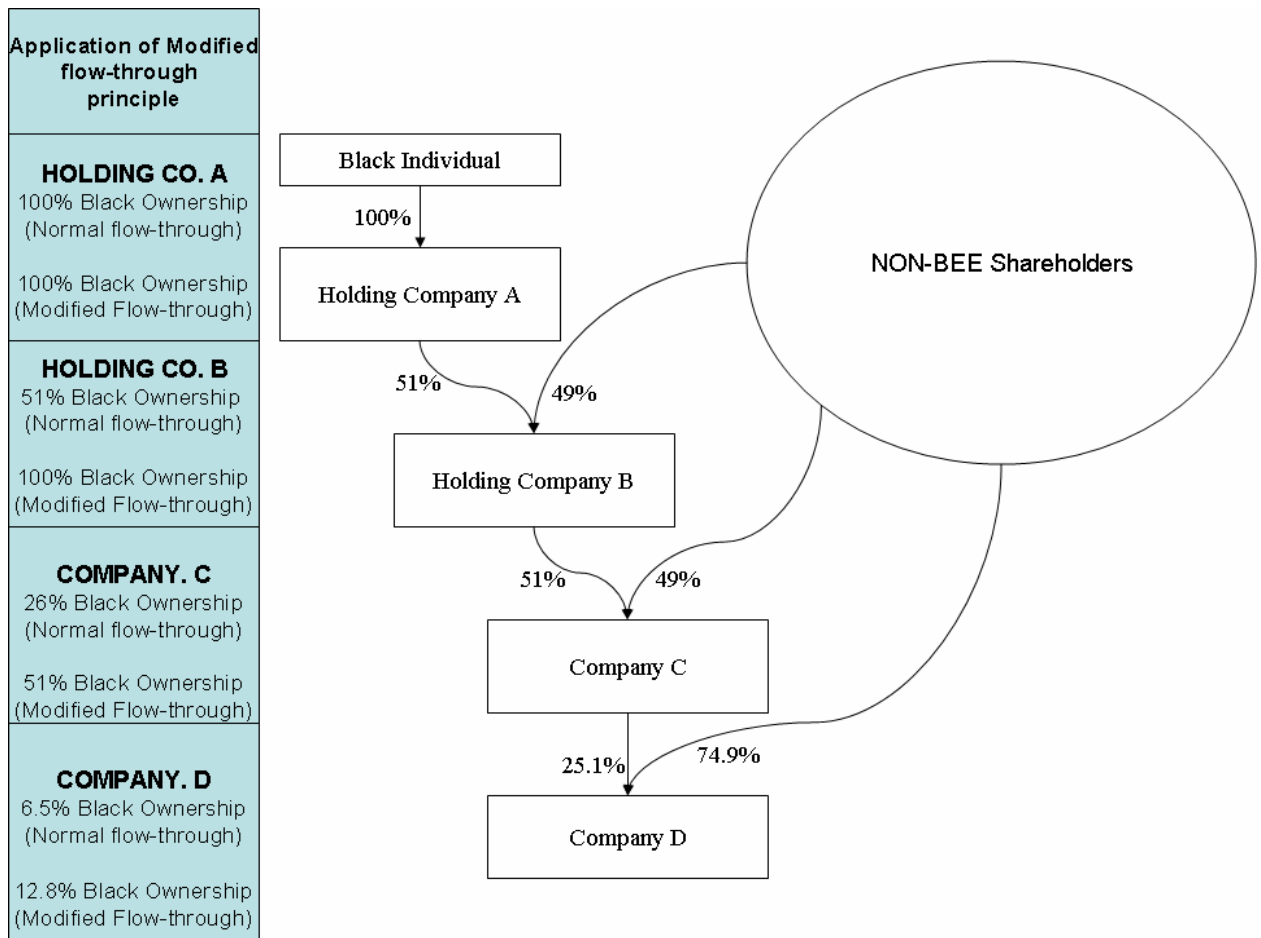 Application of Modified
flow-through
principle
HOLDING CO. A
100% Black Ownership
(Normal flow-through)
100% Black Ownership
(Modified Flow-through)
HOLDING CO. B
51% Black Ownership
(Normal flow-through)
100% Black Ownership
(Modified Flow-through)
COMPANY. C
26% Black Ownership
(Normal flow-through)
51% Black Ownership
(Modified Flow-through)
COMPANY. D
6.5% Black Ownership
(Normal flow-through)
12.8% Black Ownership
(Modified Flow-through)
Black Individual
100%
Holding Company A
NON-BEE Shareholders
51%
49%
Holding Company B
51%
49%
Company C
25.1%
74.9%
Company D